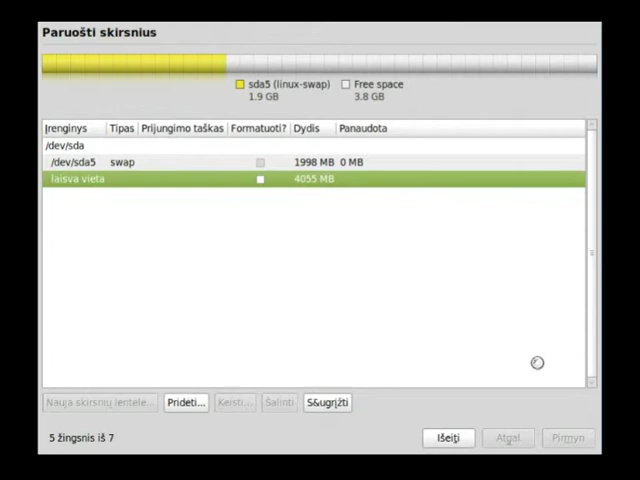 Paruošti skirsnius
sda5 (linux-swap) Free space
1.9 GB 3.8 GB
Įrenginys Tipas Prijungimo taškas Formatuoti? Dydis Panaudota
/dev/sda
/dev/sda5 swap 1998 MB 0 MB
laisva vieta 4055 MB
Nauja skirsnių lentelė... Pridėti... Keisti... Šalinti S&ugrįžti
5 žingsnis iš 7 Išeiti Atgal Pirmyn